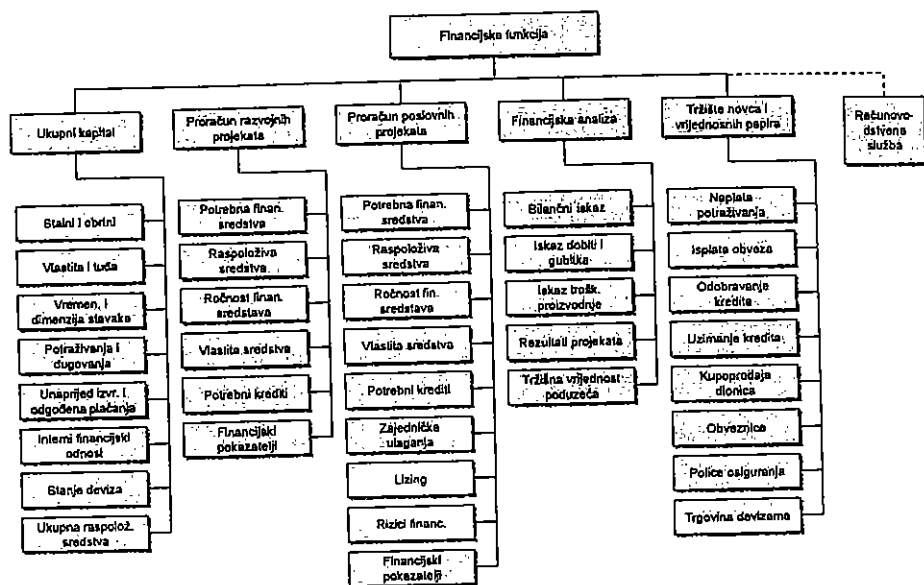 Financijska funkcija
Ukupni kapital
Proračun razvojnih
projekata
Proračun poslovnih
projekata
Financijska analiza
Tržište novca i
vrijednosnih papira
Računovo-
dstvena
služba
Stalni i obrtni
Vlastita i tuđa
Vremen. i
dimenzija stavaka
Potraživanja i
dugovanja
Unaprijed izvr. i
odgođena plaćanja
Interni financijski
odnosi
Stanje deviza
Ukupna raspolož.
sredstva
Potrebna finan.
sredstva
Raspoloživa
sredstva
Ročnost finan.
sredstava
Vlastita sredstva
Potrebni krediti
Financijski
pokazatelji
Potrebna finan.
sredstva
Raspoloživa
sredstva
Ročnost fin.
sredstava
Vlastita sredstva
Potrebni krediti
Zajednička
ulaganja
Lizing
Rizici financ.
Financijski
pokazatelji
Bilančni iskaz
Iskaz dobiti i
gubitka
Iskaz trošk.
proizvodnje
Rezultati projekata
Tržišna vrijednost
poduzeća
Naplata
potraživanja
Isplata obveza
Odobravanje
kredita
Uzimanje kredita
Kupoprodaja
dionica
Obveznice
Police osiguranja
Trgovina devizama